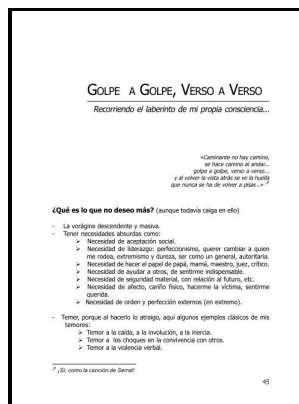 GOLPE A GOLPE, VERSO A VERSO
Recorriendo el laberinto de mi propia consciencia...
«Caminante no hay camino,
se hace camino al andar...
golpe a golpe, verso a verso...
y al volver la vista atrás se ve la huella
que nunca se ha de volver a pisar...»
¿Qué es lo que no deseo más? (aunque todavía caiga en ello)
- La vorágine descendente y masiva.
- Tener necesidades absurdas como:
➢ Necesidad de aceptación social.
➢ Necesidad de liderazgo: perfeccionismo, querer cambiar a quien
me rodea, extremismo y dureza, ser como un general, autoritaria.
➢ Necesidad de hacer el papel de papá, mamá, maestro, juez, crítico.
➢ Necesidad de ayudar a otros, de sentirme indispensable.
➢ Necesidad de seguridad material, con relación al futuro, etc.
➢ Necesidad de afecto, cariño físico, hacerme la víctima, sentirme
querida.
➢ Necesidad de orden y perfección externos (en extremo).
- Temer, porque al hacerlo lo atraigo, aquí algunos ejemplos clásicos de mis
temores:
➢ Temor a la caída, a la involución, a la inercia.
➢ Temor a los choques en la convivencia con otros.
➢ Temor a la violencia verbal.
¡Sí, como la canción de Serrat!
45